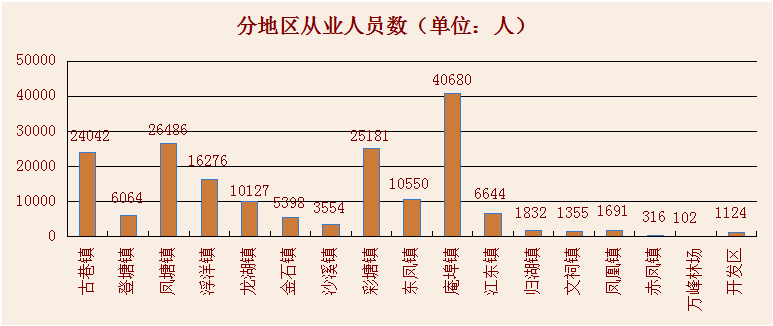 分地区从业人员数（单位：人）
50000
40000
30000
20000
10000
0
24042
6064
26486
16276
10127
5398
3554
25181
10550
40680
6644
1832
1355
1691
316
102
1124
古巷镇
登塘镇
凤塘镇
浮洋镇
龙湖镇
金石镇
沙溪镇
彩塘镇
东凤镇
庵埠镇
江东镇
归湖镇
文祠镇
凤凰镇
赤凤镇
万峰林场
开发区